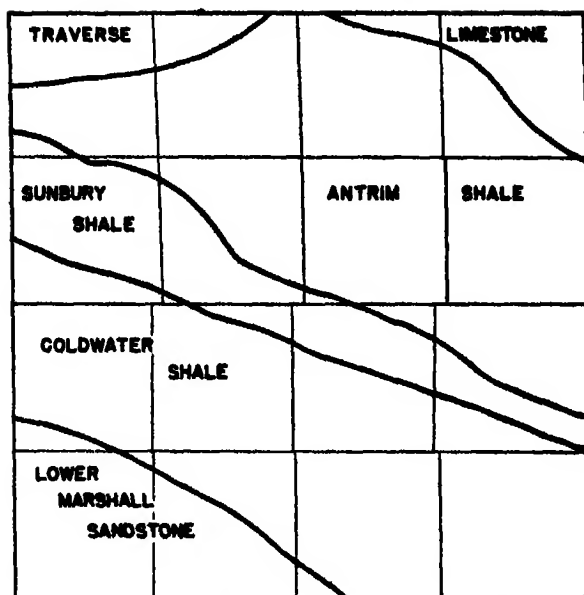 TRAVERSE LIMESTONE
SUNBURY ANTRIM SHALE
SHALE
COLDWATER
SHALE
LOWER
MARSHALL
SANDSTONE